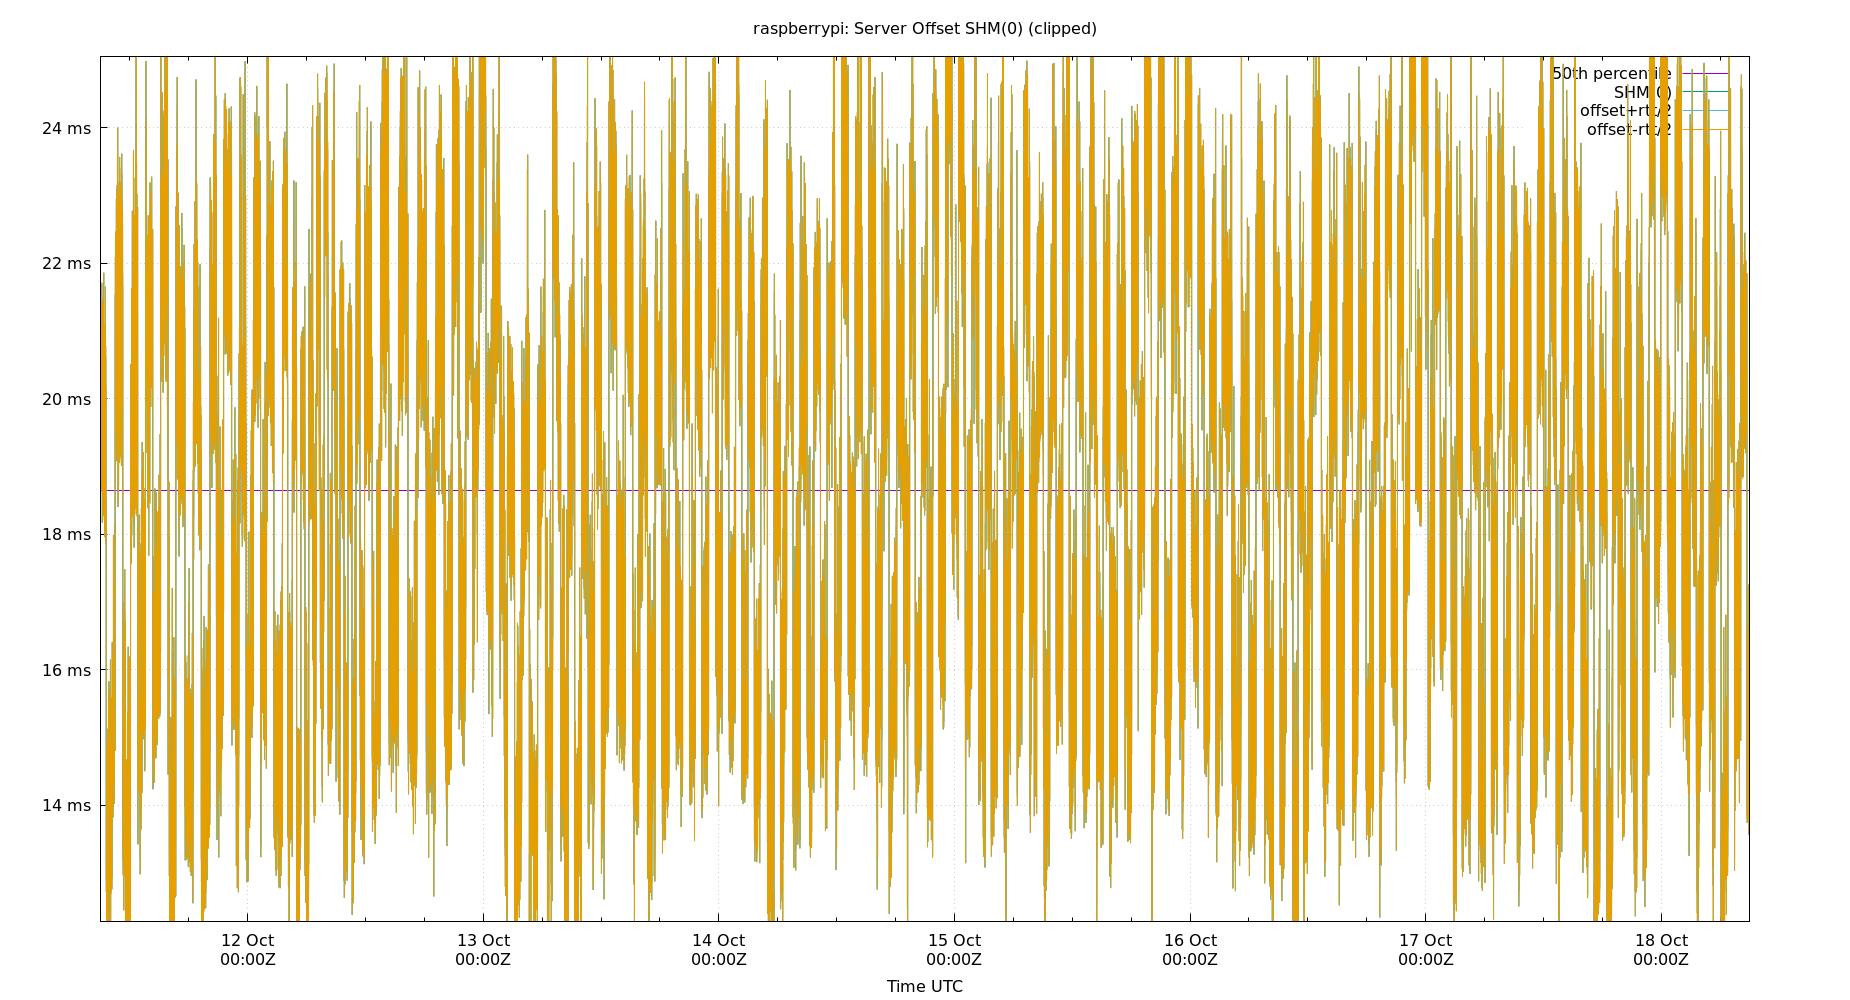 raspberrypi: Server Offset SHM(0) (clipped)
50th percentile
SHM(0)
offset+rtt/2
offset-rtt/2
24 ms
22 ms
20 ms
18 ms
16 ms
14 ms
12 Oct 13 Oct 14 Oct 15 Oct 16 Oct 17 Oct 18 Oct
00:00Z 00:00Z 00:00Z 00:00Z 00:00Z 00:00Z 00:00Z
Time UTC